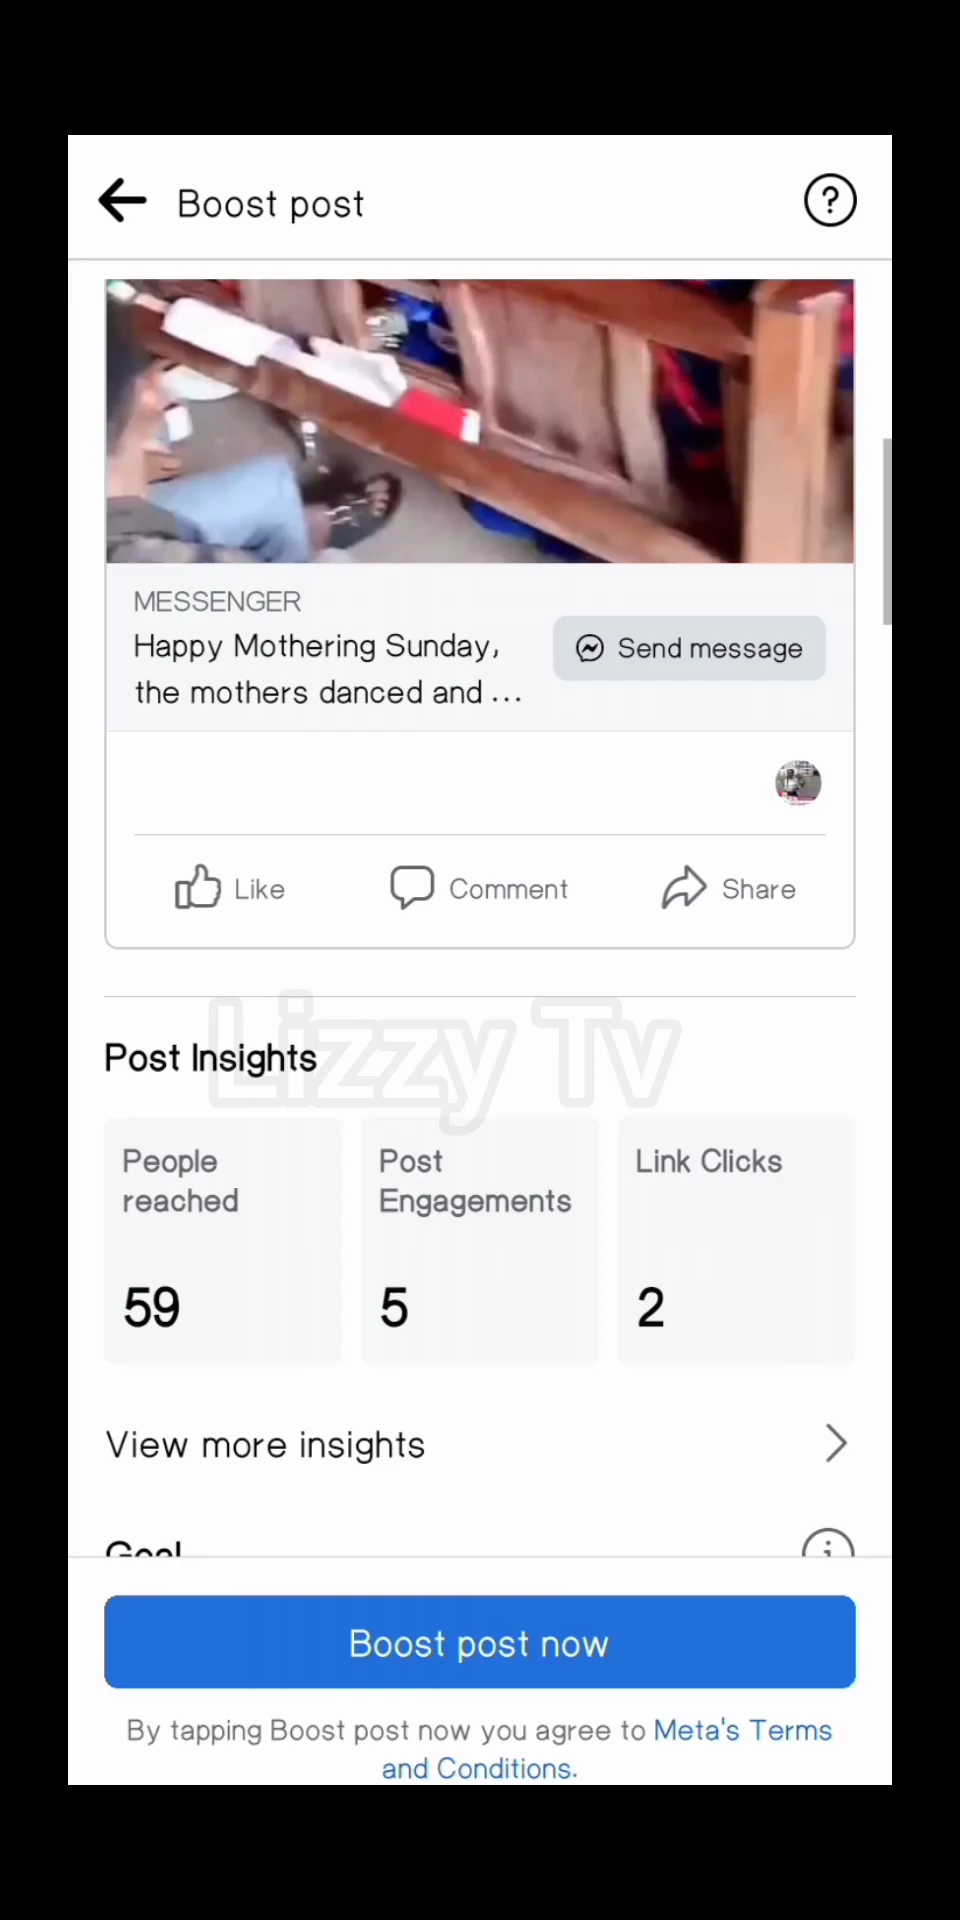 Boost post
?
MESSENGER
Happy Mothering Sunday,
the mothers danced and ...
Send message
Like
Comment
Share
Lizzy Tv
Post Insights
People
reached
59
Post
Engagements
5
Link Clicks
2
View more insights
Goal
Boost post now
By tapping Boost post now you agree to Meta's Terms
and Conditions.